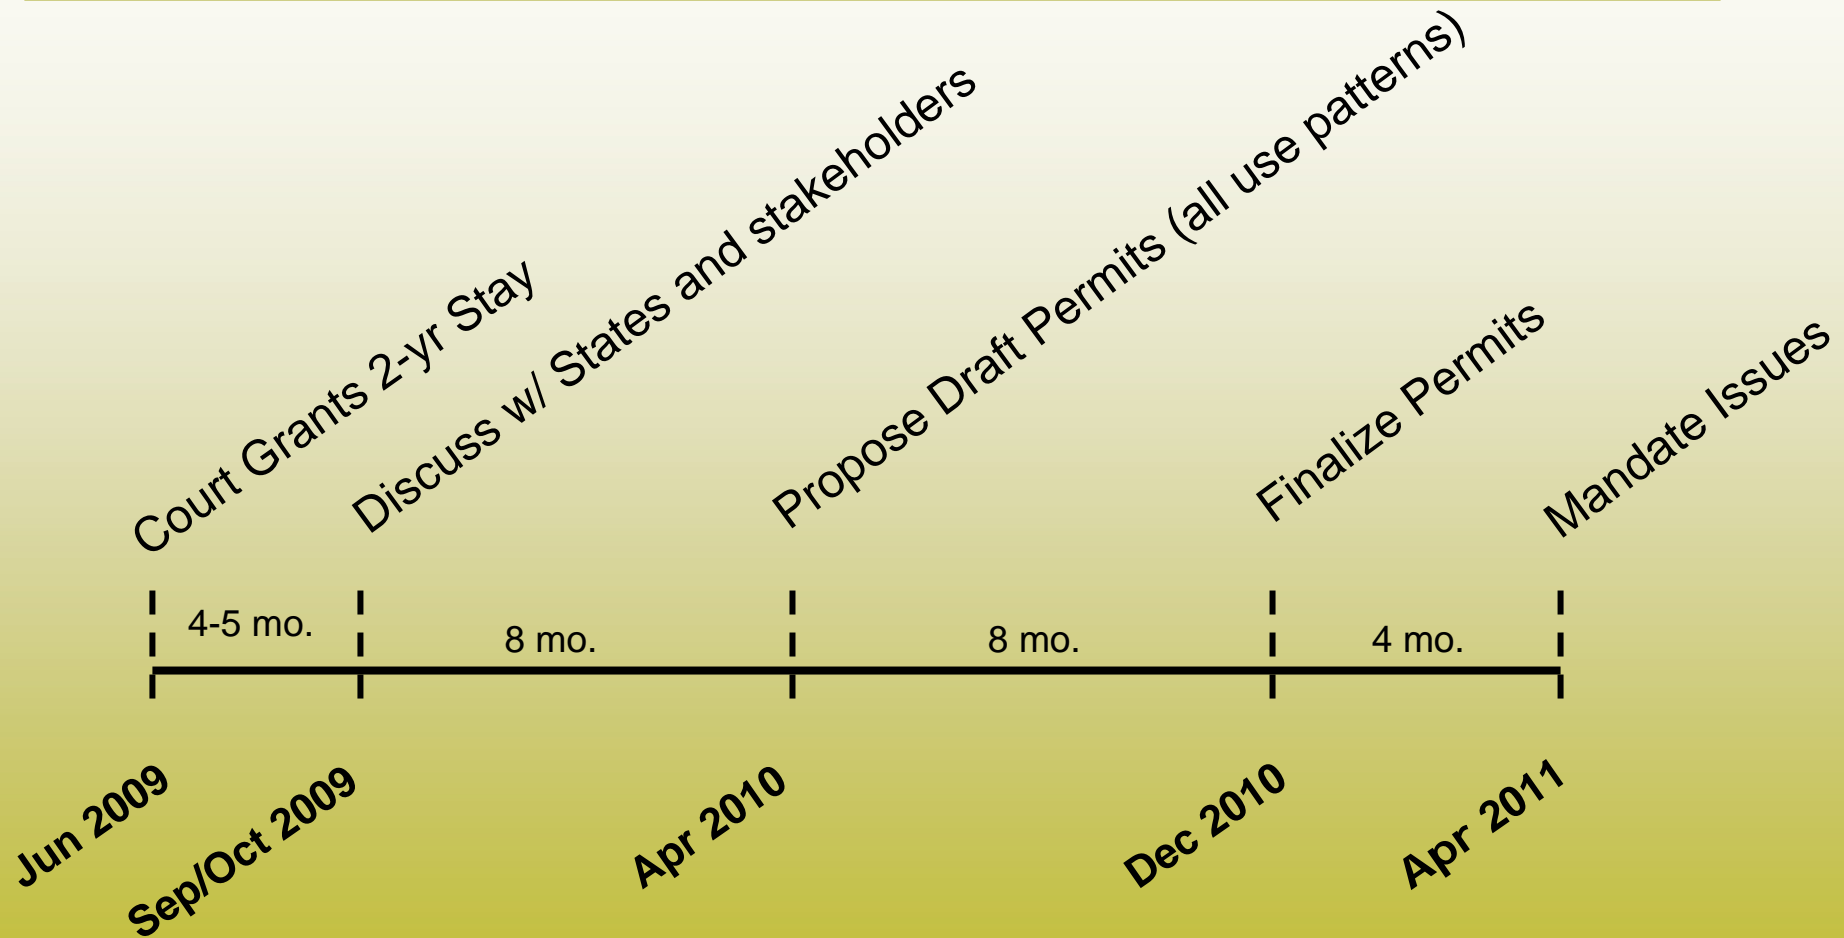 Court Grants 2-yr Stay
Discuss w/ States and stakeholders
Propose Draft Permits (all use patterns)
Finalize Permits
Mandate Issues
4-5 mo.
8 mo.
8 mo.
4 mo.
Jun 2009
Sep/Oct 2009
Apr 2010
Dec 2010
Apr 2011